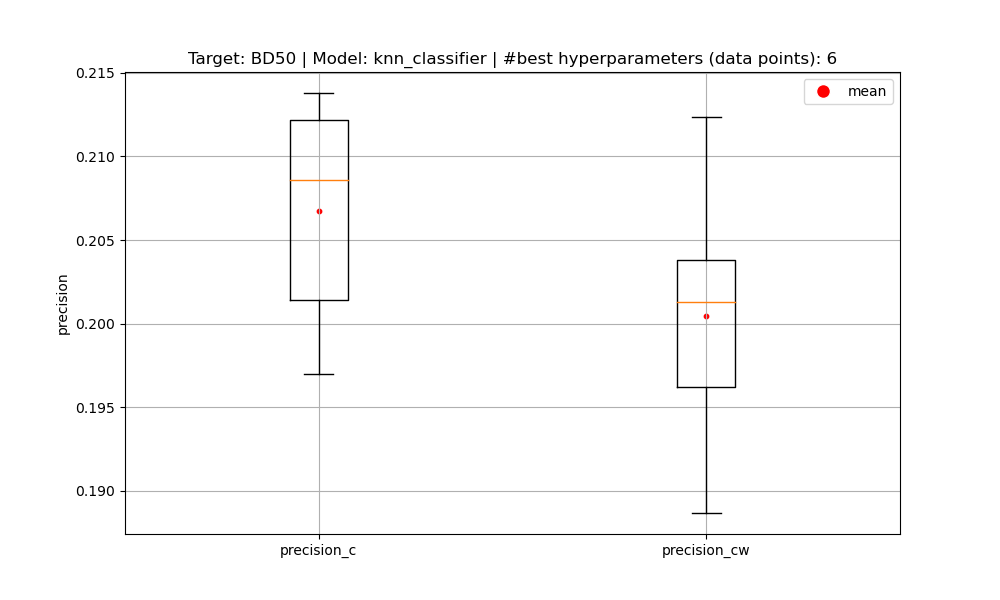 Target: BD50 | Model: knn_classifier | #best hyperparameters (data points): 6
mean
0.215
0.210
0.205
0.200
0.195
0.190
precision
precision_c
precision_cw